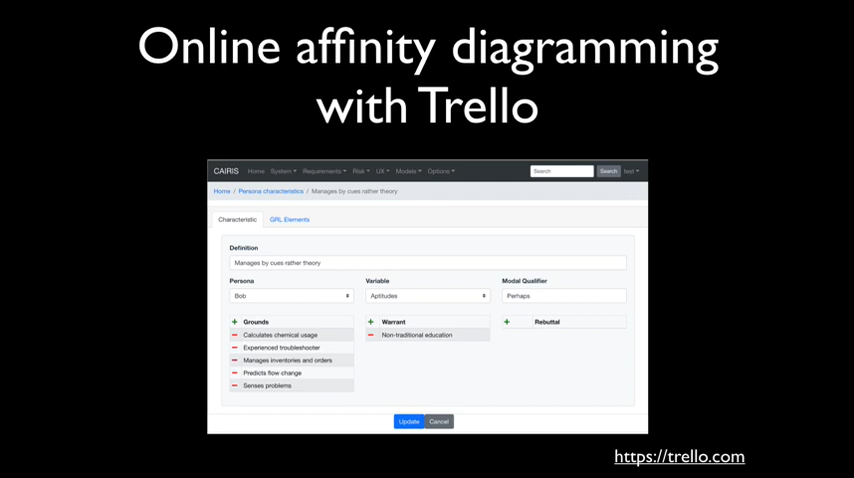 Online affinity diagramming
with Trello
CAIRIS Home System Requirements Risk UX Models Options Search Search test
Home / Persona characteristics / Manages by cues rather theory
Characteristic GRL Elements
Definition
Manages by cues rather theory
Persona Variable Modal Qualifier
Bob Aptitudes Perhaps
+ Grounds + Warrant + Rebuttal
− Calculates chemical usage − Non-traditional education
− Experienced troubleshooter
− Manages inventories and orders
− Predicts flow change
− Senses problems
Update Cancel
https://trello.com